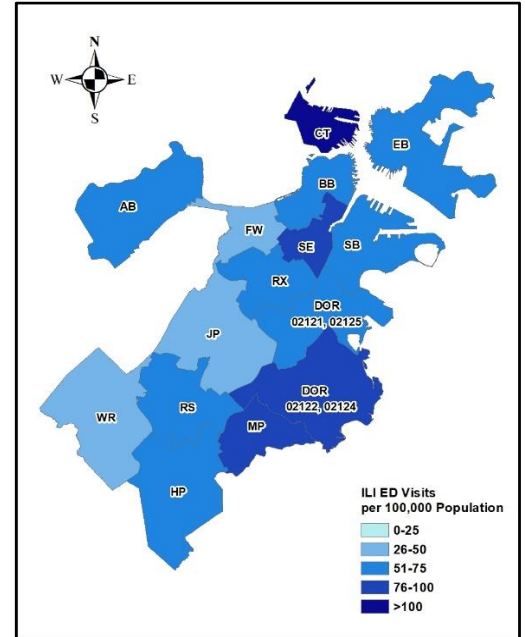 N
W E
S
CT
EB
BB
AB
FW
SE
SB
RX
DOR
02121, 02125
JP
DOR
02122, 02124
WR
RS
MP
HP
ILI ED Visits
per 100,000 Population
0-25
26-50
51-75
76-100
>100